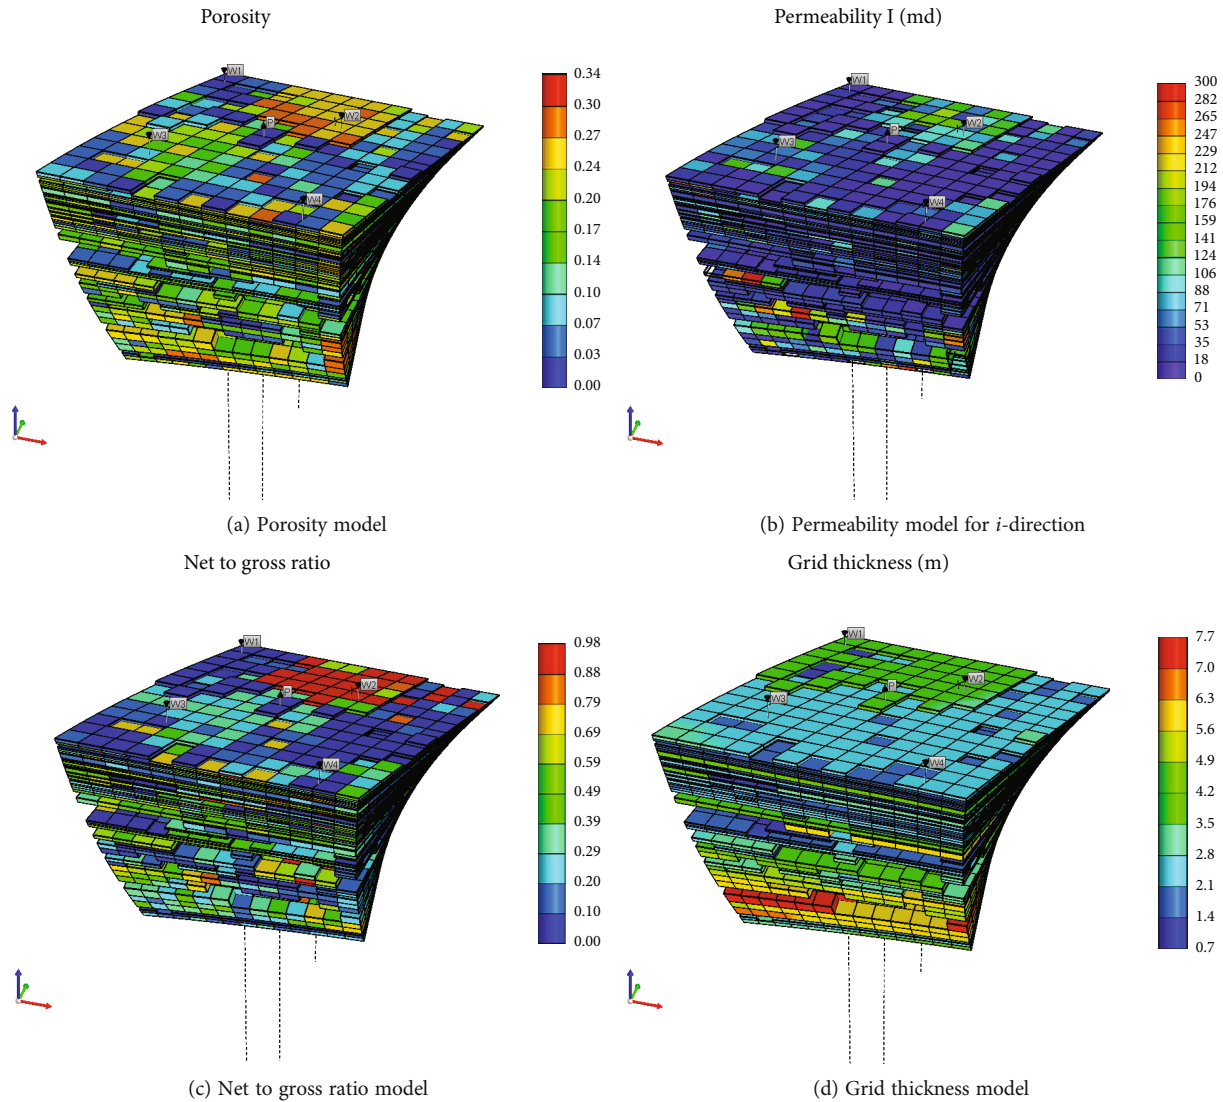 Porosity
W1
P
W2
W3
W4
0.34
0.30
0.27
0.24
0.20
0.17
0.14
0.10
0.07
0.03
0.00
(a) Porosity model
Permeability I (md)
W1
P
W2
W3
W4
300
282
265
247
229
212
194
176
159
141
124
106
88
71
53
35
18
0
(b) Permeability model for i-direction
Net to gross ratio
W1
P
W2
W3
W4
0.98
0.88
0.79
0.69
0.59
0.49
0.39
0.29
0.20
0.10
0.00
(c) Net to gross ratio model
Grid thickness (m)
W1
P
W2
W3
W4
7.7
7.0
6.3
5.6
4.9
4.2
3.5
2.8
2.1
1.4
0.7
(d) Grid thickness model